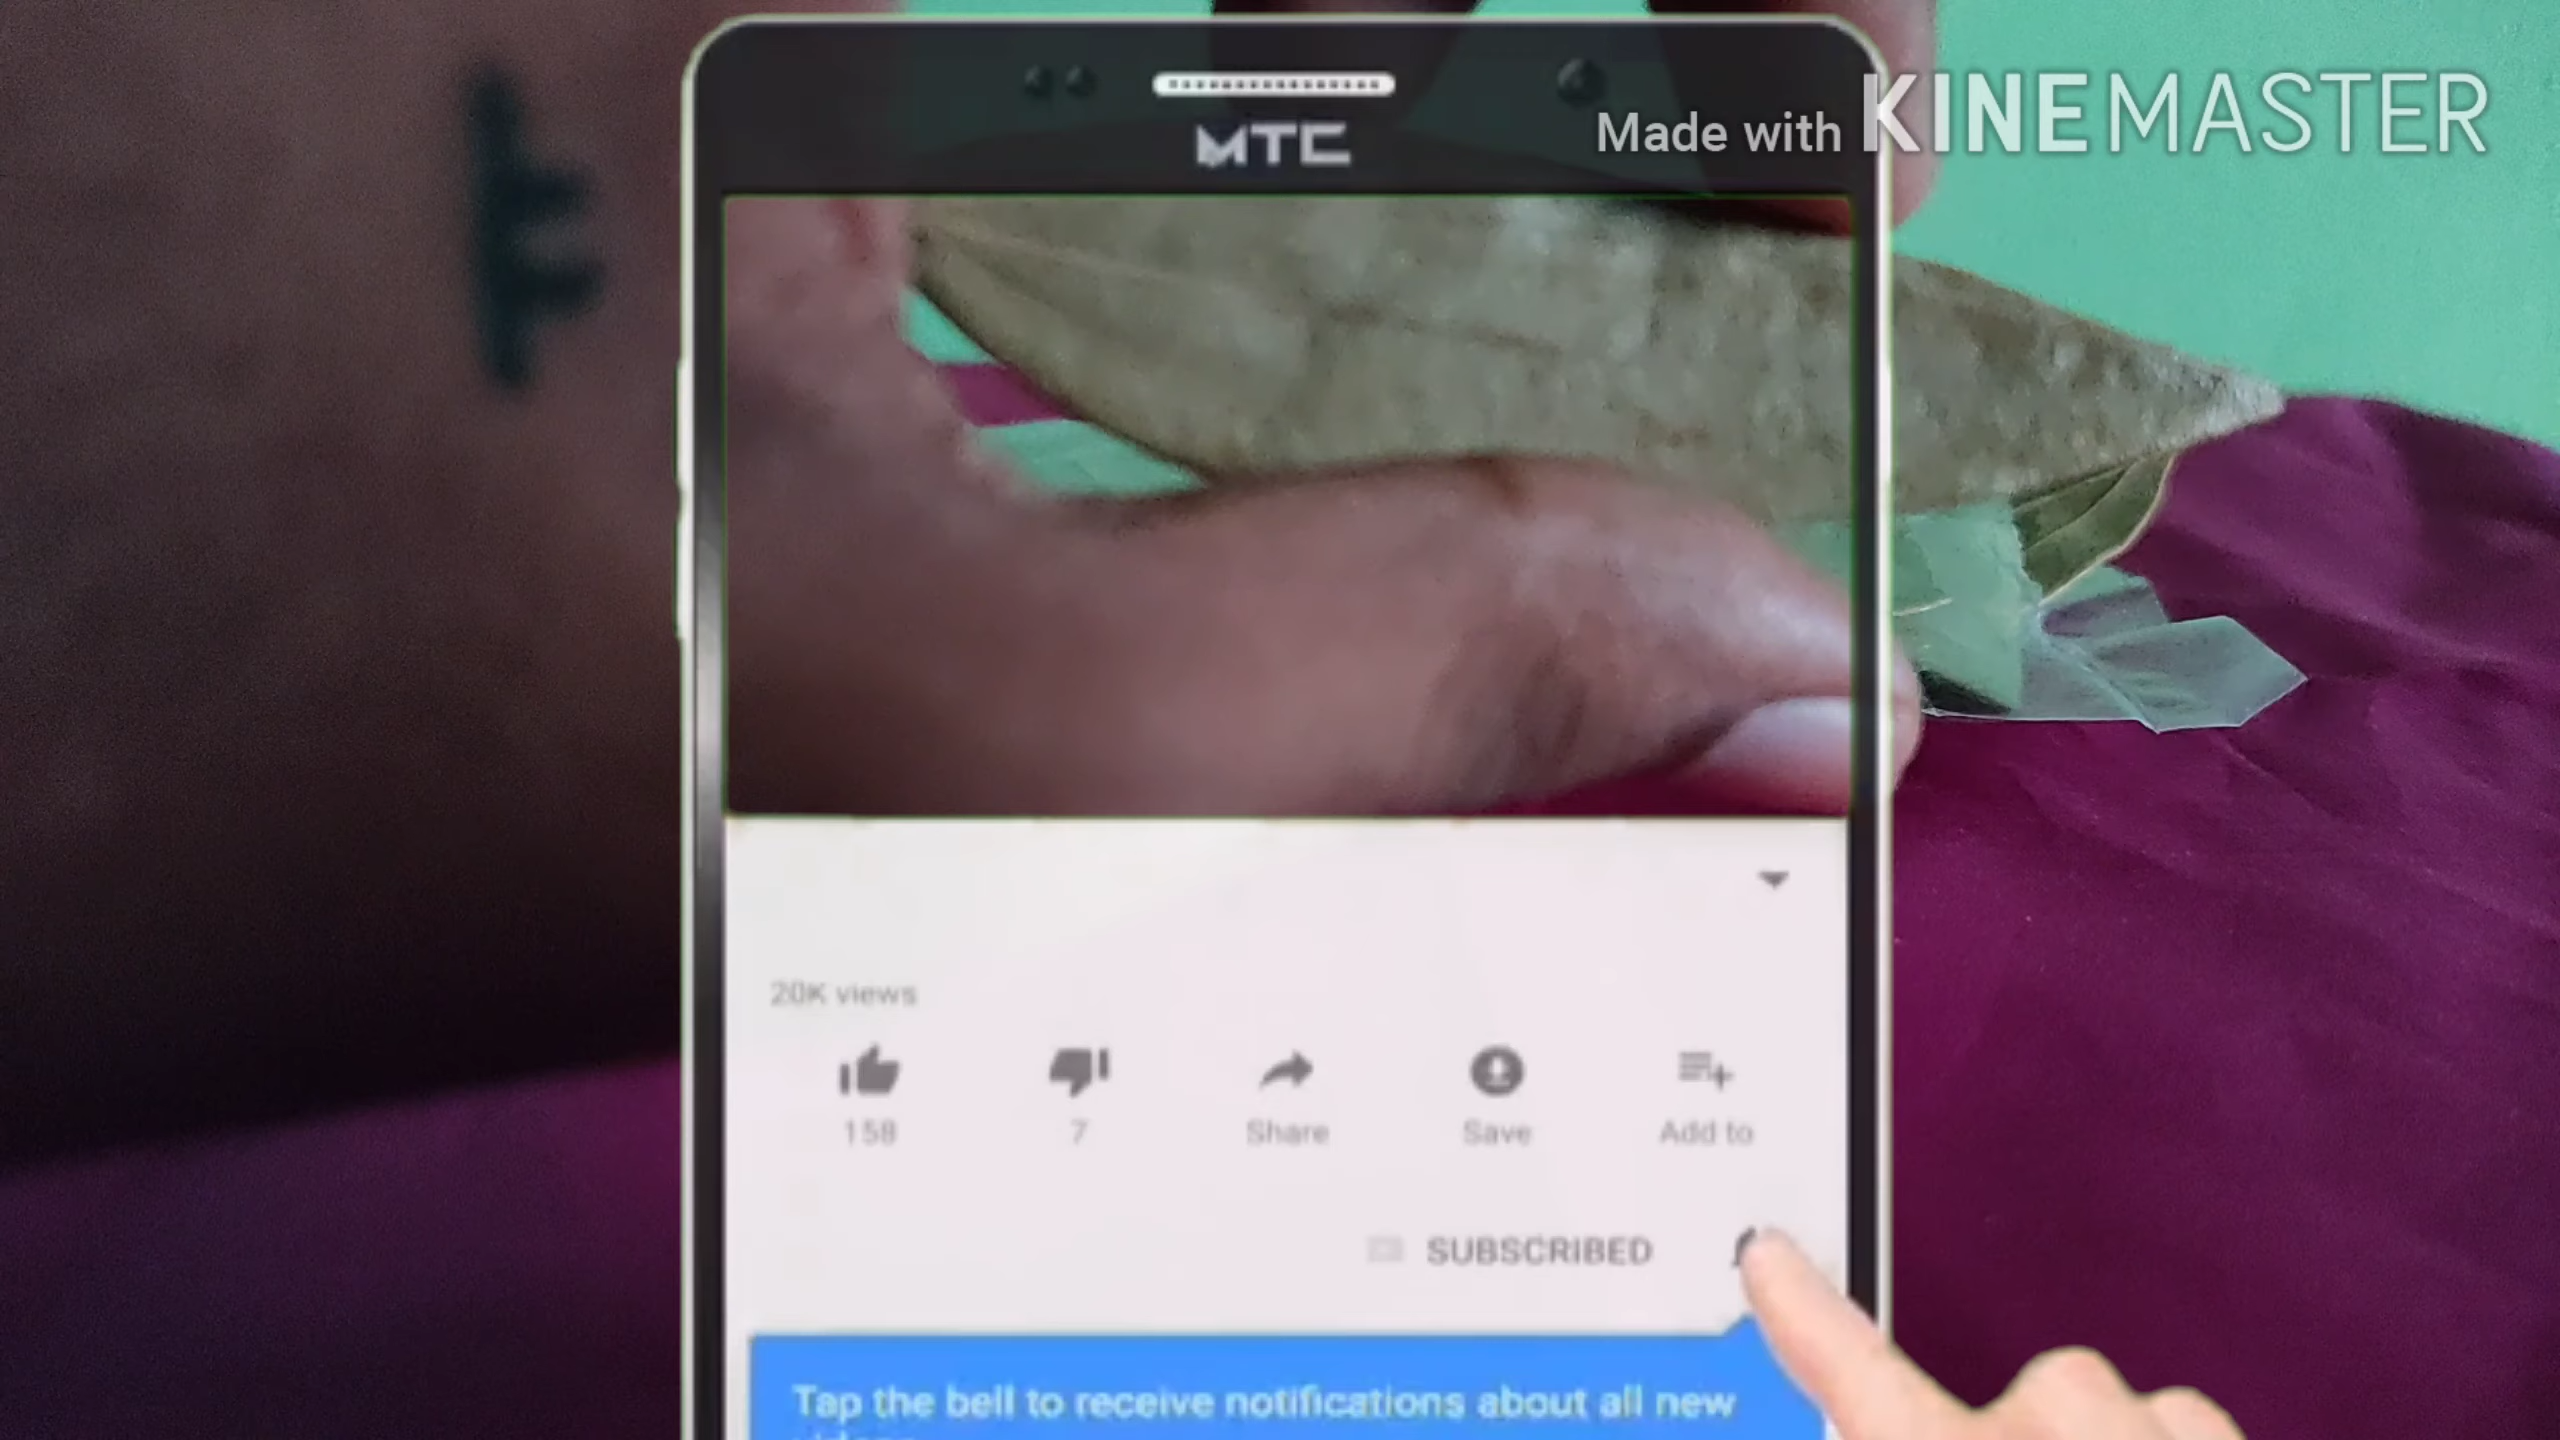 Made with KINEMASTER
MTC
20K views
158
7
Share
Save
Add to
SUBSCRIBED
Tap the bell to receive notifications about all new